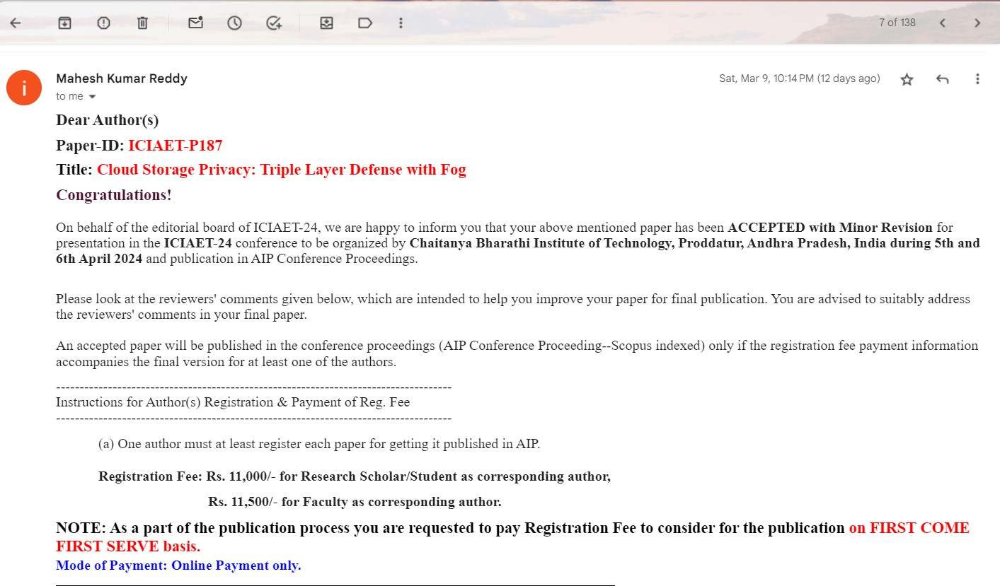 7 of 138
i
Mahesh Kumar Reddy
Sat, Mar 9, 10:14 PM (12 days ago)
to me
Dear Author(s)
Paper-ID: ICIAET-P187
Title: Cloud Storage Privacy: Triple Layer Defense with Fog
Congratulations!
On behalf of the editorial board of ICIAET-24, we are happy to inform you that your above mentioned paper has been ACCEPTED with Minor Revision for
presentation in the ICIAET-24 conference to be organized by Chaitanya Bharathi Institute of Technology, Proddatur, Andhra Pradesh, India during 5th and
6th April 2024 and publication in AIP Conference Proceedings.
Please look at the reviewers' comments given below, which are intended to help you improve your paper for final publication. You are advised to suitably address
the reviewers' comments in your final paper.
An accepted paper will be published in the conference proceedings (AIP Conference Proceeding--Scopus indexed) only if the registration fee payment information
accompanies the final version for at least one of the authors.
------------------------------------------------------------------------------------
Instructions for Author(s) Registration & Payment of Reg. Fee
------------------------------------------------------------------------------------
(a) One author must at least register each paper for getting it published in AIP.
Registration Fee: Rs. 11,000/- for Research Scholar/Student as corresponding author,
Rs. 11,500/- for Faculty as corresponding author.
NOTE: As a part of the publication process you are requested to pay Registration Fee to consider for the publication on FIRST COME
FIRST SERVE basis.
Mode of Payment: Online Payment only.